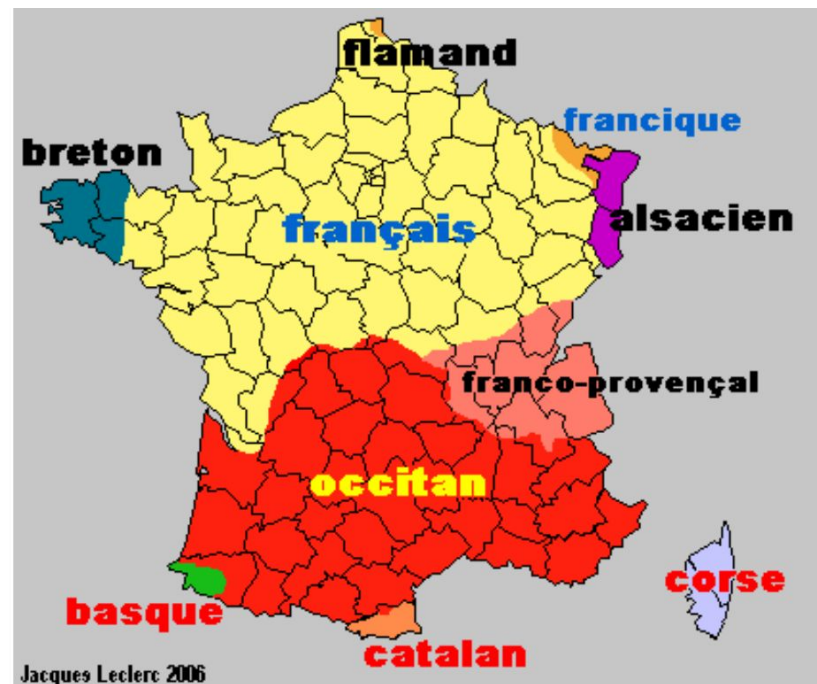 flamand
francique
breton
alsacien
français
franco-provençal
occitan
corse
basque
catalan
Jacques Leclerc 2006